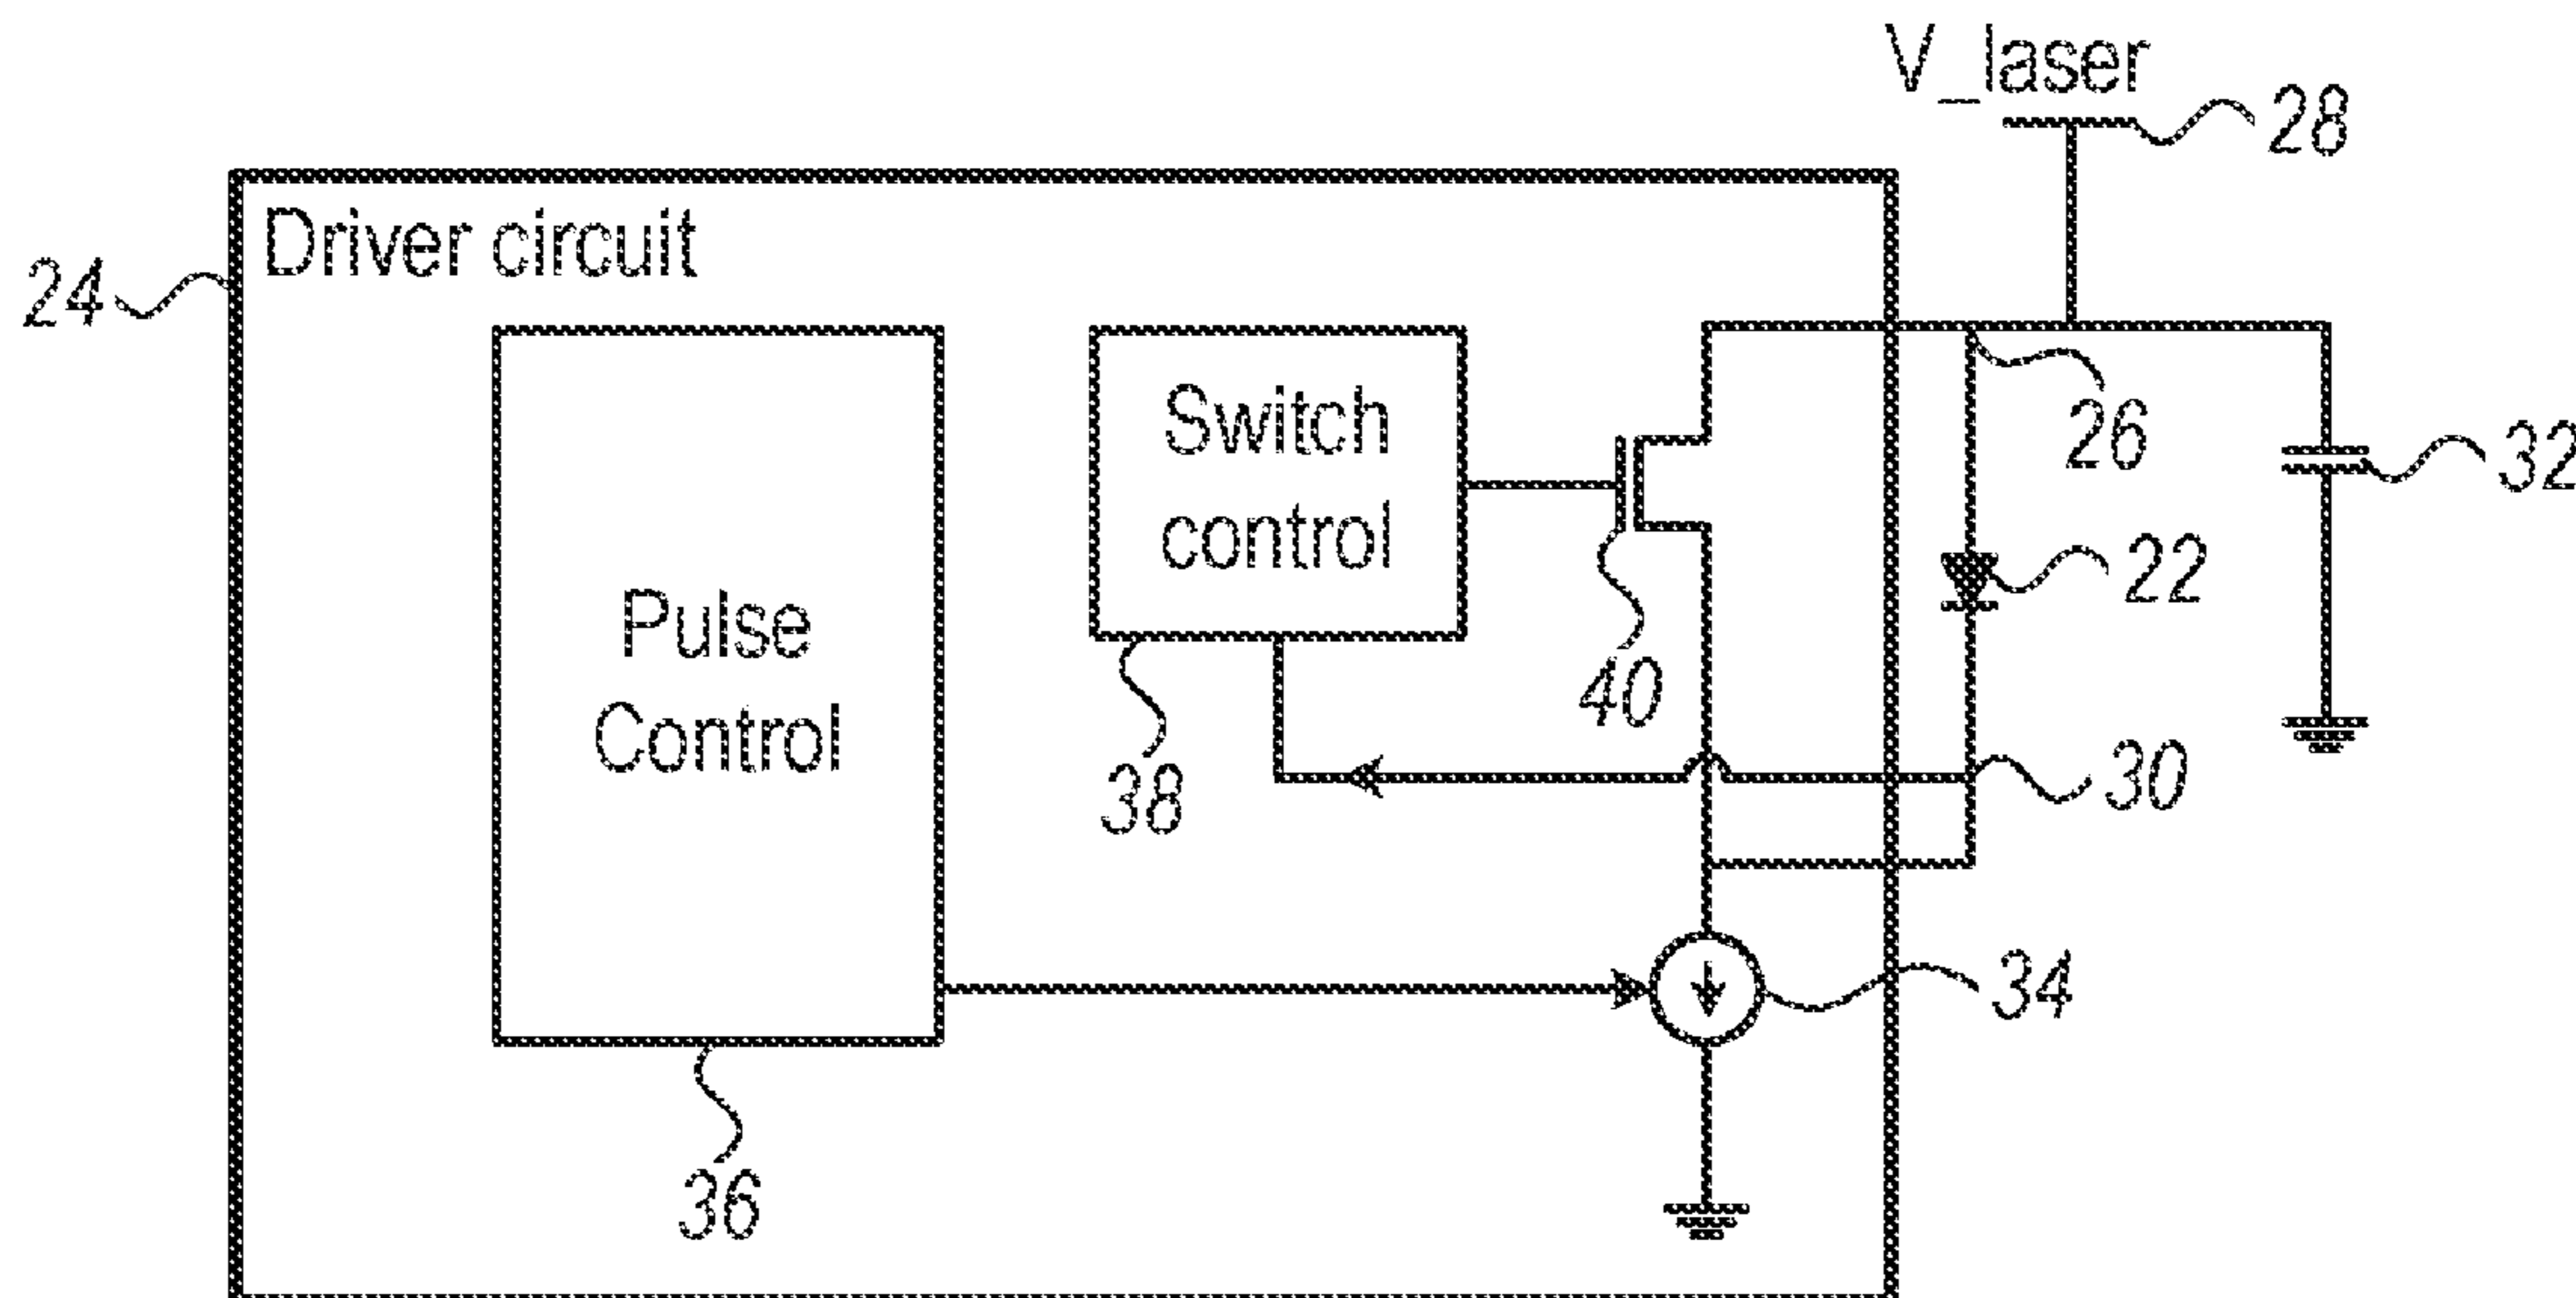 V_laser
28
Driver circuit
24
Switch
control
26
32
22
Pulse
Control
40
38
30
34
36